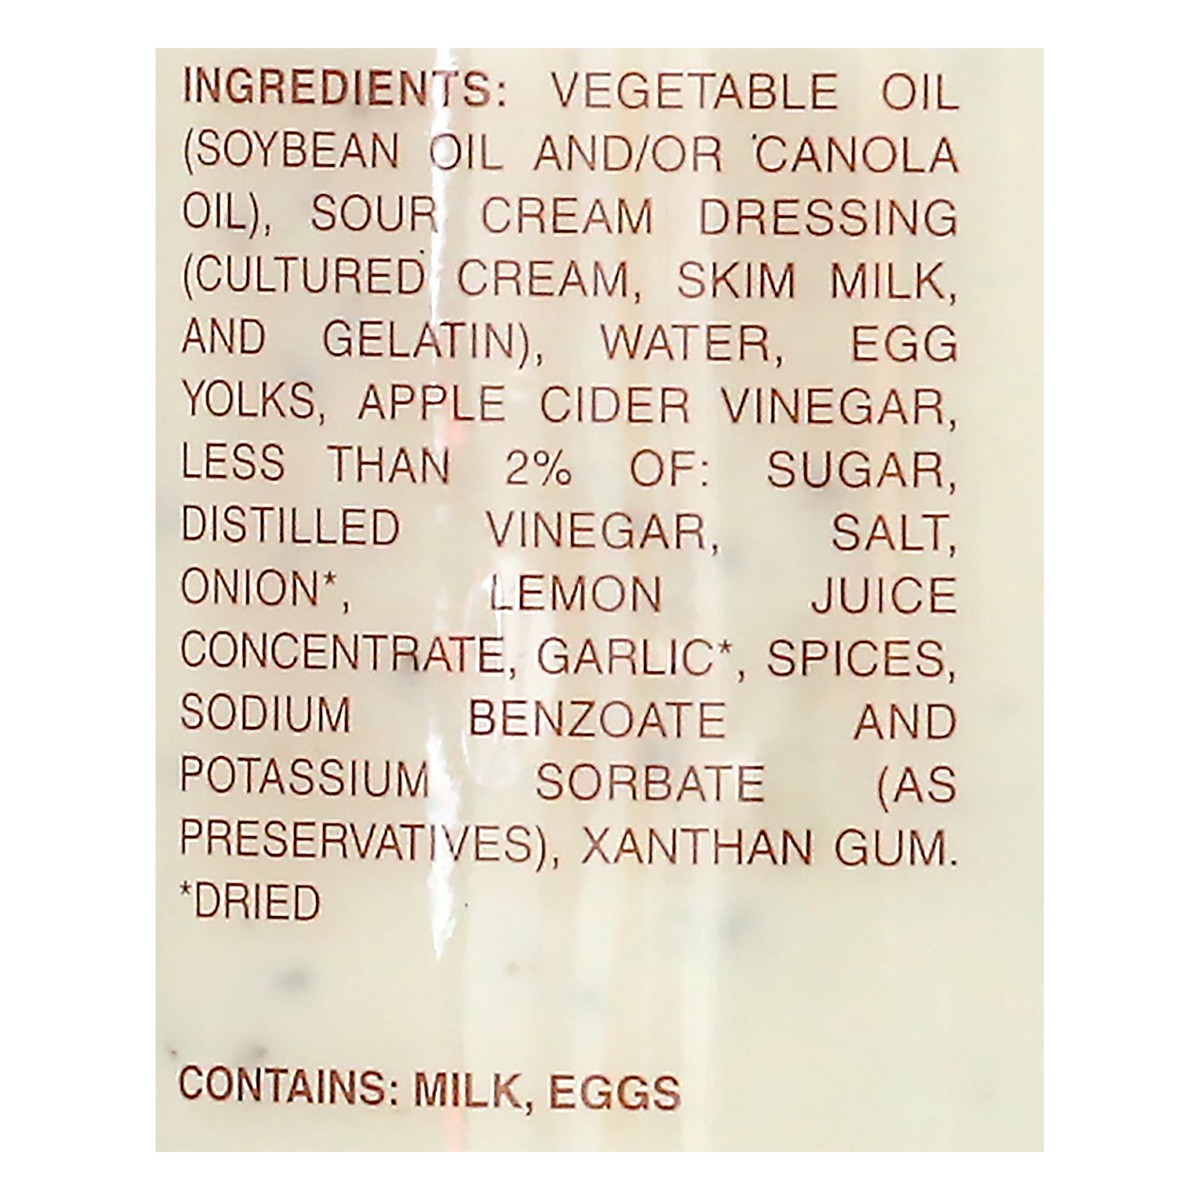 INGREDIENTS: VEGETABLE OIL
(SOYBEAN OIL AND/OR CANOLA
OIL), SOUR CREAM DRESSING
(CULTURED CREAM, SKIM MILK,
AND GELATIN), WATER, EGG
YOLKS, APPLE CIDER VINEGAR,
LESS THAN 2% OF: SUGAR,
DISTILLED VINEGAR, SALT,
ONION*, LEMON JUICE
CONCENTRATE, GARLIC*, SPICES,
SODIUM BENZOATE AND
POTASSIUM SORBATE (AS
PRESERVATIVES), XANTHAN GUM.
*DRIED
CONTAINS: MILK, EGGS